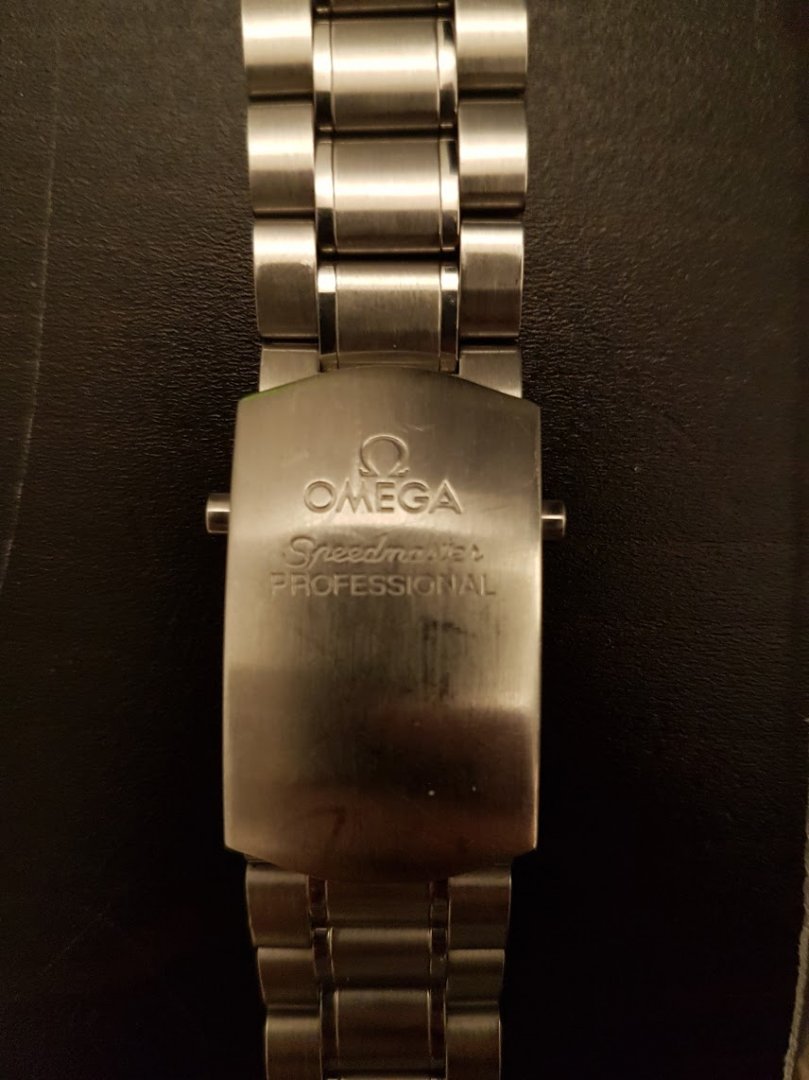 Ω
OMEGA
Speedmaster
PROFESSIONAL